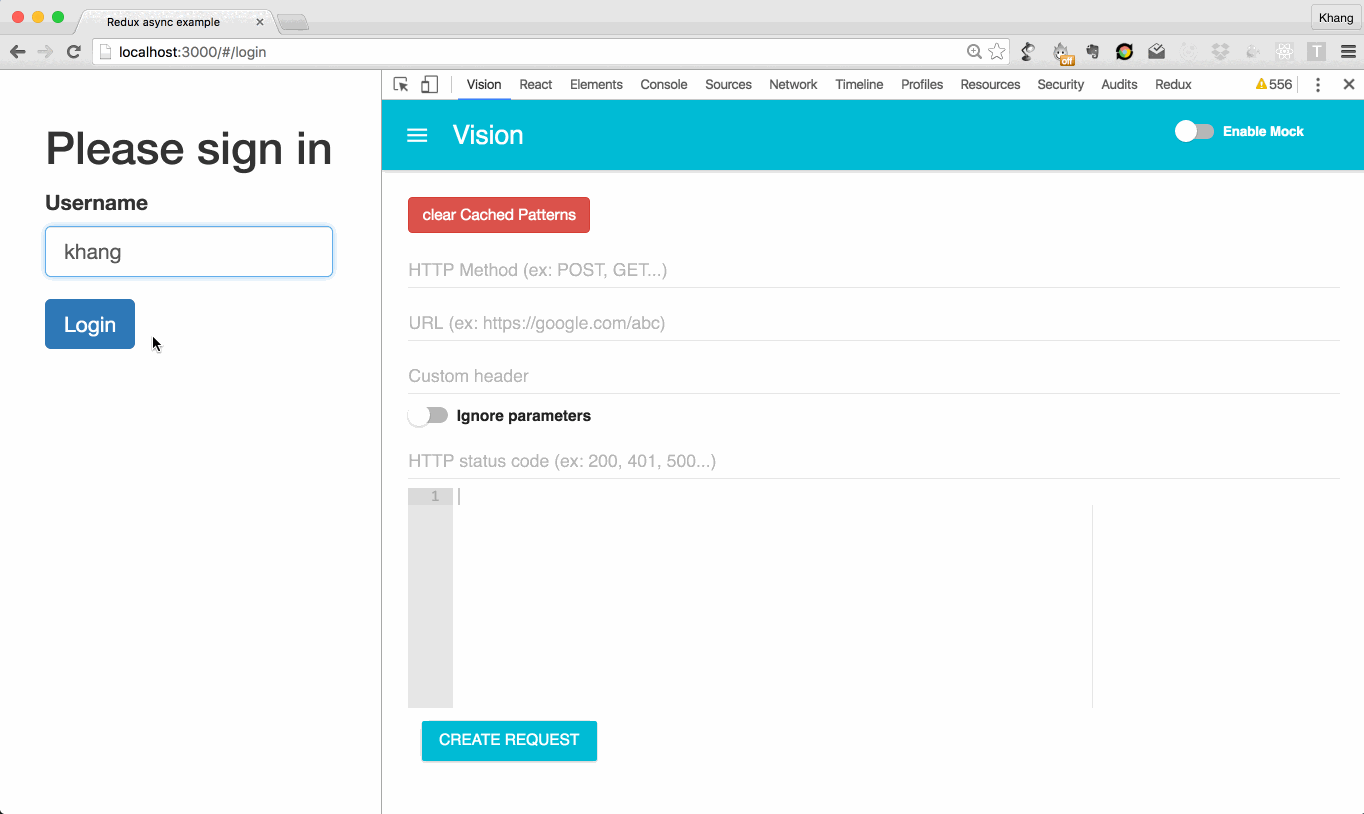 Redux async example
Khang
localhost:3000/#/login
off
T
Vision React Elements Console Sources Network Timeline Profiles Resources Security Audits Redux 556
Please sign in
Username
khang
Login
Vision
Enable Mock
clear Cached Patterns
HTTP Method (ex: POST, GET...)
URL (ex: https://google.com/abc)
Custom header
Ignore parameters
HTTP status code (ex: 200, 401, 500...)
1
CREATE REQUEST